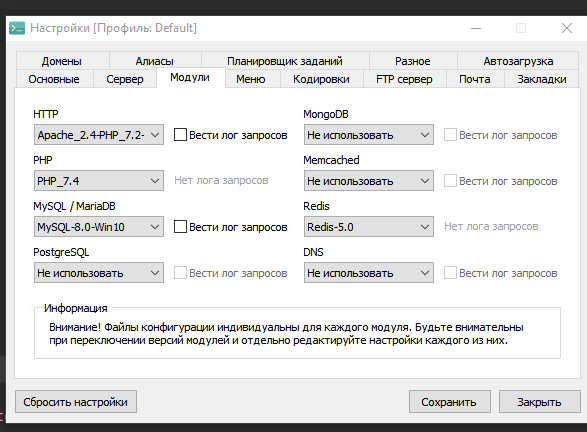 Настройки [Профиль: Default]
Домены Алиасы Планировщик заданий Разное Автозагрузка
Основные Сервер Модули Меню Кодировки FTP сервер Почта Закладки
HTTP MongoDB
Apache_2.4-PHP_7.2- Вести лог запросов Не использовать Вести лог запросов
PHP Memcached
PHP_7.4 Нет лога запросов Не использовать Вести лог запросов
MySQL / MariaDB Redis
MySQL-8.0-Win10 Вести лог запросов Redis-5.0 Нет лога запросов
PostgreSQL DNS
Не использовать Вести лог запросов Не использовать Вести лог запросов
Информация
Внимание! Файлы конфигурации индивидуальны для каждого модуля. Будьте внимательны
при переключении версий модулей и отдельно редактируйте настройки каждого из них.
Сбросить настройки Сохранить Закрыть